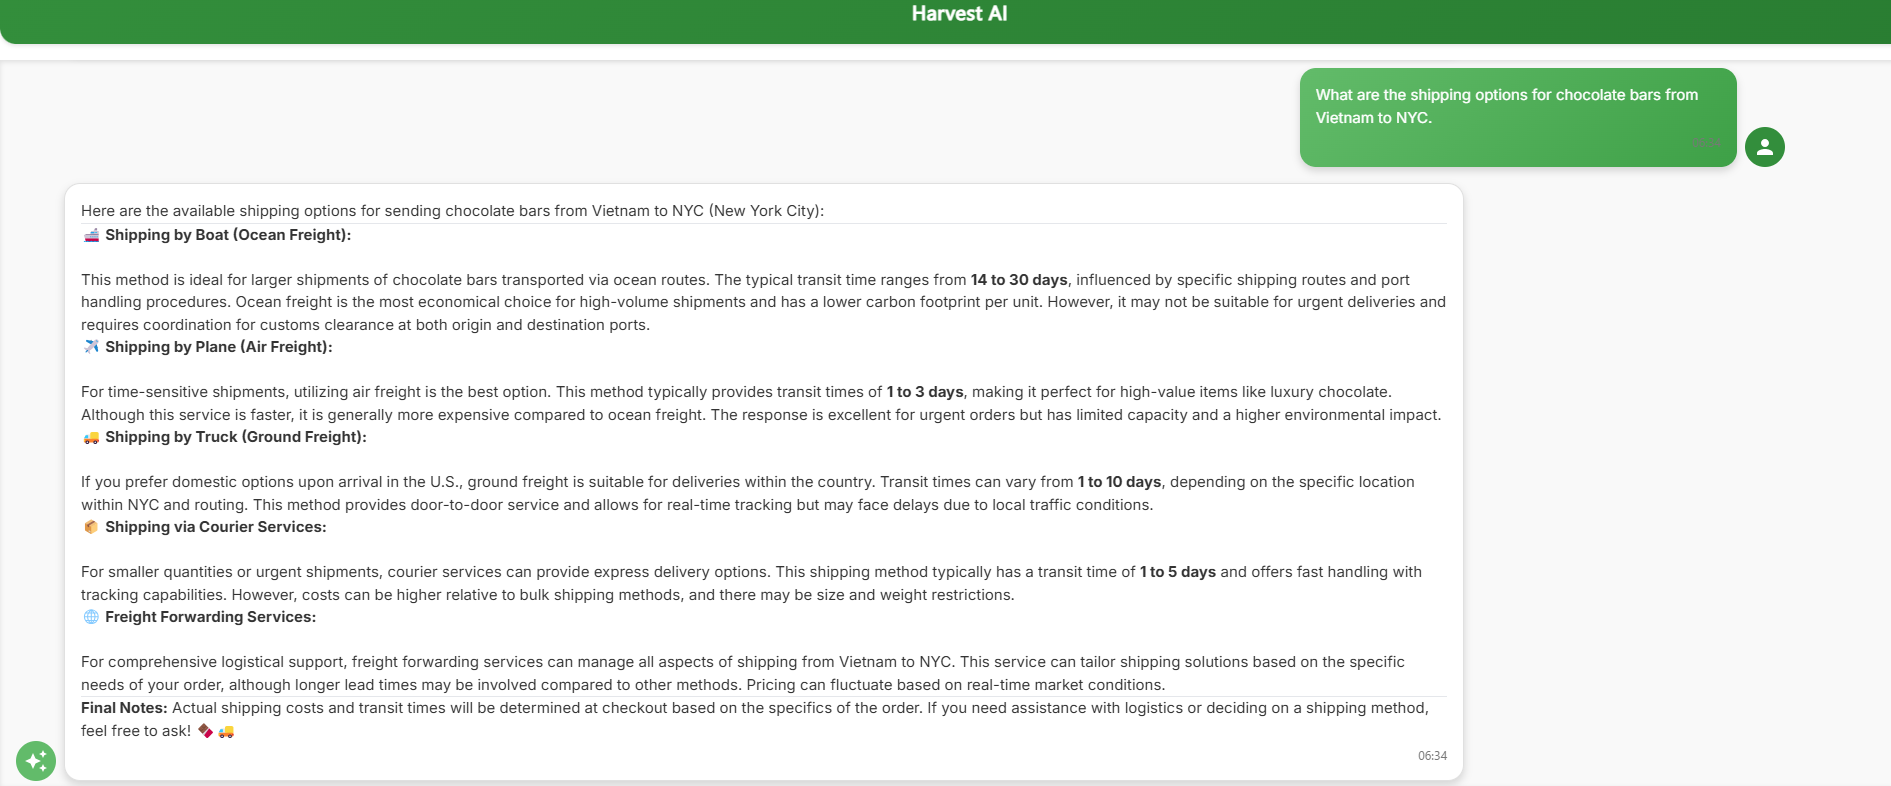 Harvest AI
What are the shipping options for chocolate bars from
Vietnam to NYC.
Here are the available shipping options for sending chocolate bars from Vietnam to NYC (New York City):
Shipping by Boat (Ocean Freight):
This method is ideal for larger shipments of chocolate bars transported via ocean routes. The typical transit time ranges from 14 to 30 days, influenced by specific shipping routes and port
handling procedures. Ocean freight is the most economical choice for high-volume shipments and has a lower carbon footprint per unit. However, it may not be suitable for urgent deliveries and
requires coordination for customs clearance at both origin and destination ports.
Shipping by Plane (Air Freight):
For time-sensitive shipments, utilizing air freight is the best option. This method typically provides transit times of 1 to 3 days, making it perfect for high-value items like luxury chocolate.
Although this service is faster, it is generally more expensive compared to ocean freight. The response is excellent for urgent orders but has limited capacity and a higher environmental impact.
Shipping by Truck (Ground Freight):
If you prefer domestic options upon arrival in the U.S., ground freight is suitable for deliveries within the country. Transit times can vary from 1 to 10 days, depending on the specific location
within NYC and routing. This method provides door-to-door service and allows for real-time tracking but may face delays due to local traffic conditions.
Shipping via Courier Services:
For smaller quantities or urgent shipments, courier services can provide express delivery options. This shipping method typically has a transit time of 1 to 5 days and offers fast handling with
tracking capabilities. However, costs can be higher relative to bulk shipping methods, and there may be size and weight restrictions.
Freight Forwarding Services:
For comprehensive logistical support, freight forwarding services can manage all aspects of shipping from Vietnam to NYC. This service can tailor shipping solutions based on the specific
needs of your order, although longer lead times may be involved compared to other methods. Pricing can fluctuate based on real-time market conditions.
Final Notes: Actual shipping costs and transit times will be determined at checkout based on the specifics of the order. If you need assistance with logistics or deciding on a shipping method,
feel free to ask!
06:34